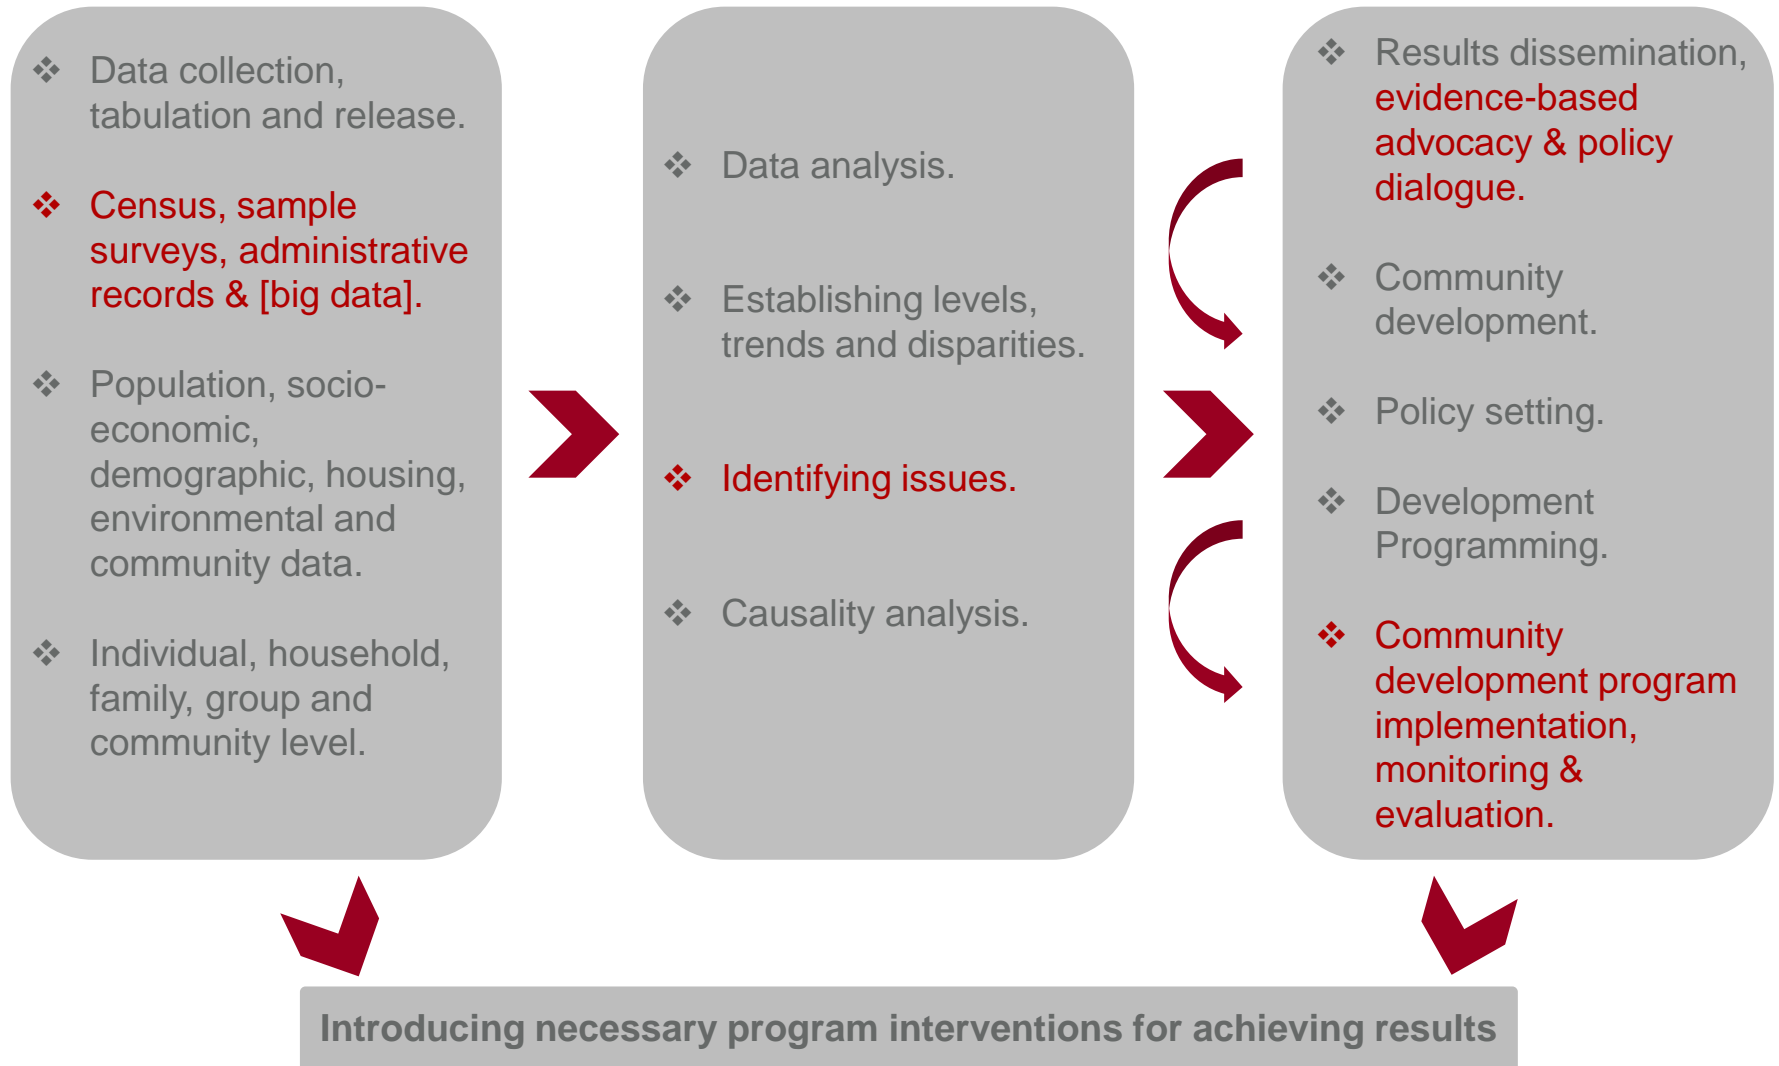 Data collection,
tabulation and release.
Census, sample
surveys, administrative
records & [big data].
Population, socio-
economic,
demographic, housing,
environmental and
community data.
Individual, household,
family, group and
community level.
Data analysis.
Establishing levels,
trends and disparities.
Identifying issues.
Causality analysis.
Results dissemination,
evidence-based
advocacy & policy
dialogue.
Community
development.
Policy setting.
Development
Programming.
Community
development program
implementation,
monitoring &
evaluation.
Introducing necessary program interventions for achieving results